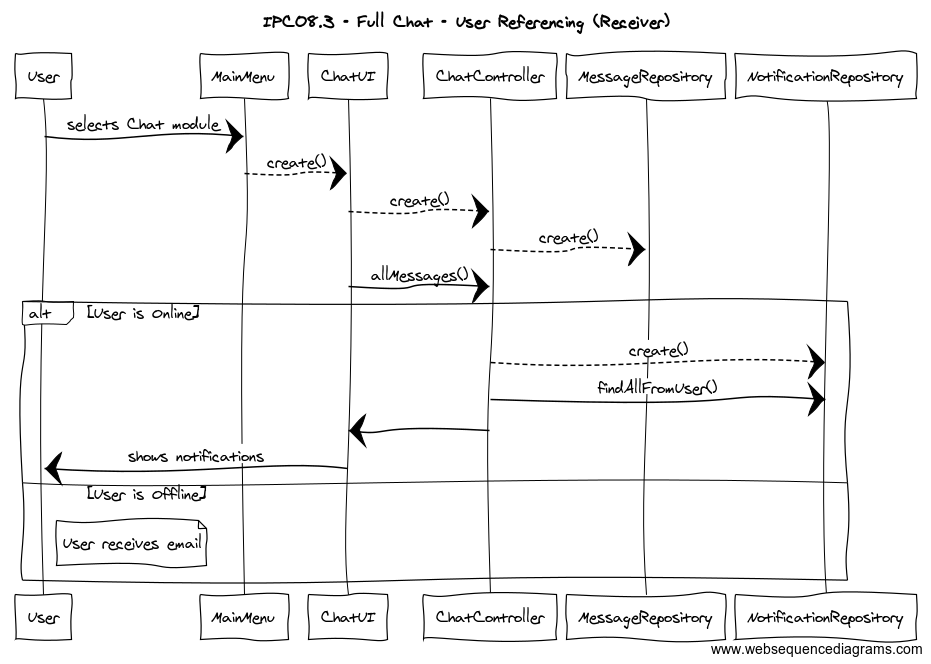 IPC08.3 - Full Chat - User Referencing (Receiver)
User MainMenu ChatUI ChatController MessageRepository NotificationRepository
selects Chat module
create()
create()
create()
allMessages()
alt [User is Online]
create()
findAllFromUser()
shows notifications
[User is Offline]
User receives email
User MainMenu ChatUI ChatController MessageRepository NotificationRepository
www.websequencediagrams.com